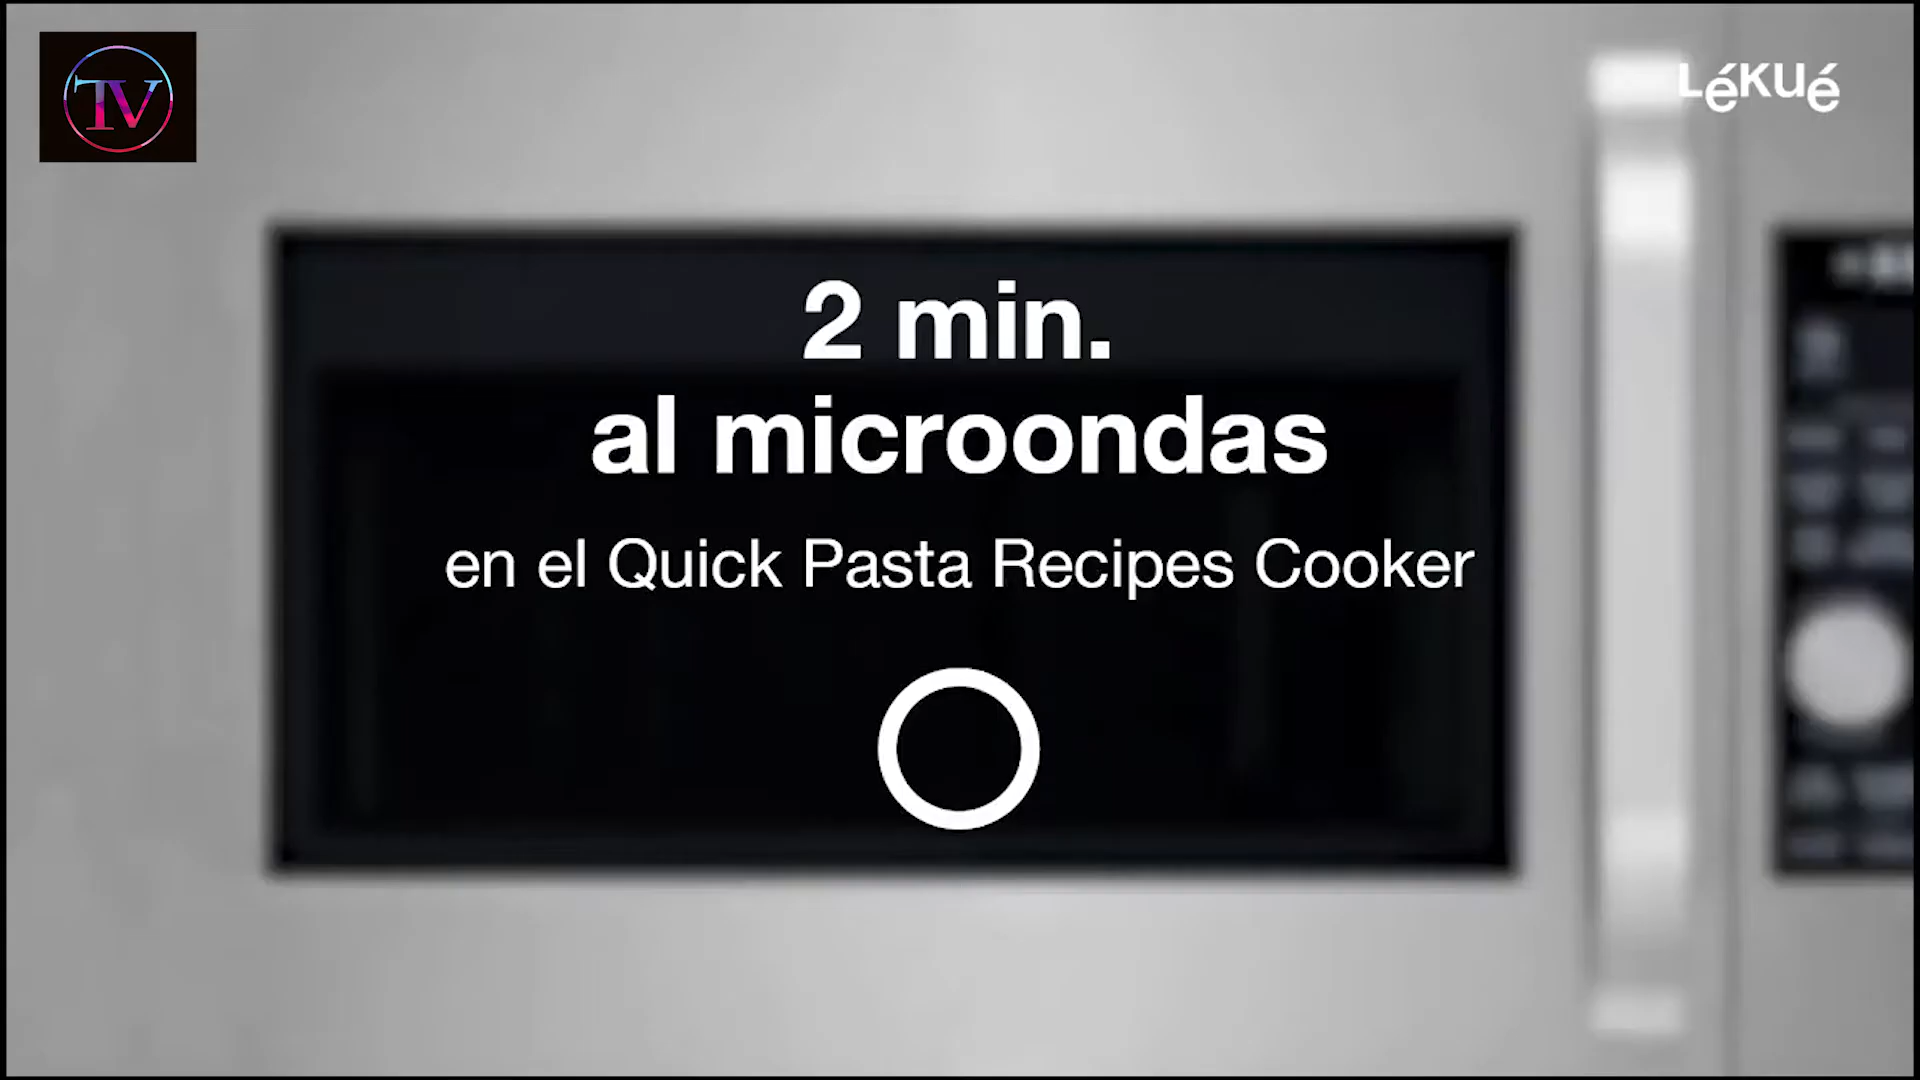 TV
Lékué
2 min.
al microondas
en el Quick Pasta Recipes Cooker